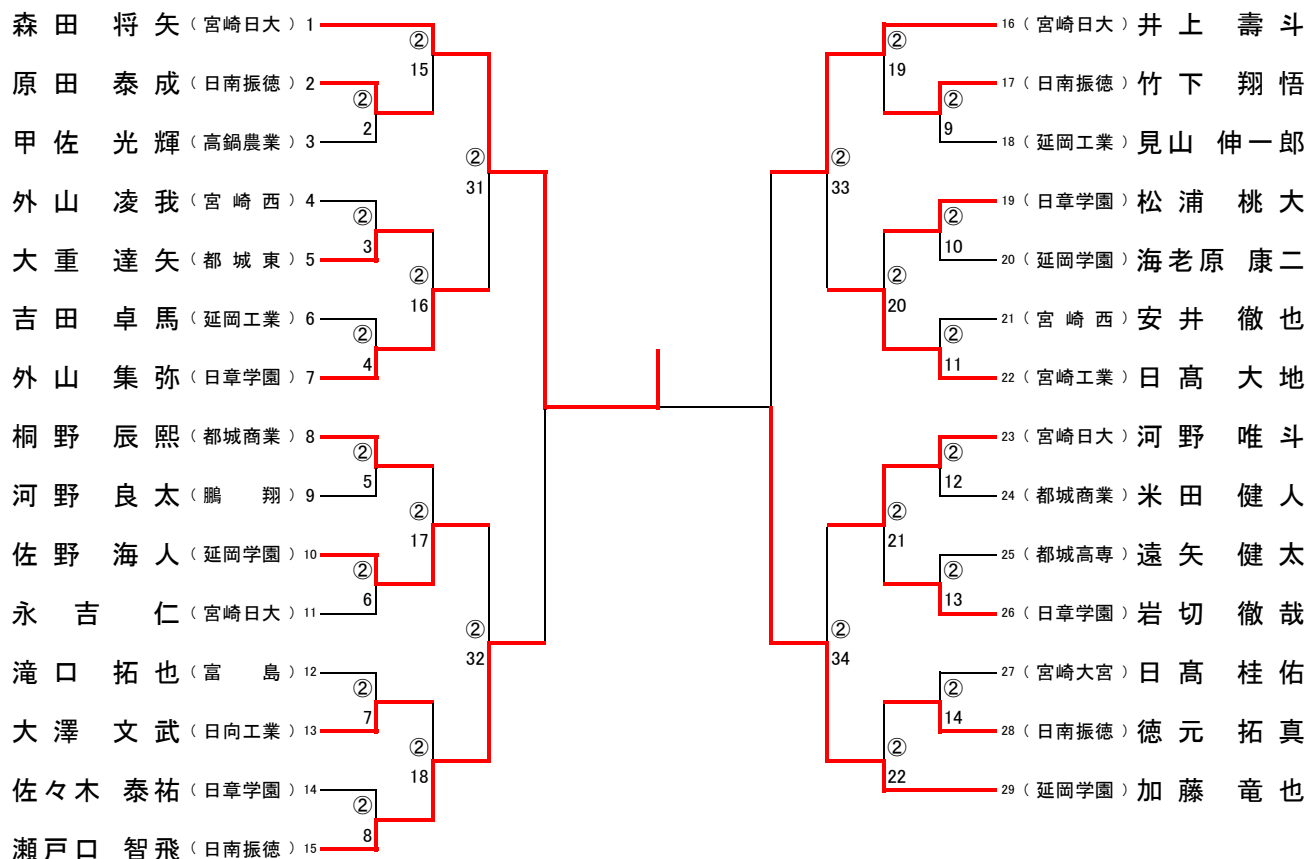 森田 将矢 (宮崎日大) 1
原田 泰成 (日南振徳) 2
甲佐 光輝 (高鍋農業) 3
外山 凌我 (宮崎西) 4
大重 達矢 (都城東) 5
吉田 卓馬 (延岡工業) 6
外山 集弥 (日章学園) 7
桐野 辰熙 (都城商業) 8
河野 良太 (鵬翔) 9
佐野 海人 (延岡学園) 10
永吉 仁 (宮崎日大) 11
滝口 拓也 (富島) 12
大澤 文武 (日向工業) 13
佐々木 泰祐 (日章学園) 14
瀬戸口 智飛 (日南振徳) 15
② 2
② 3
② 4
② 5
② 6
② 7
② 8
② 15
② 16
② 17
② 18
② 31
② 32
② 33
② 34
② 19
② 20
② 21
② 22
② 9
② 10
② 11
② 12
② 13
② 14
16 (宮崎日大) 井上 壽斗
17 (日南振徳) 竹下 翔悟
18 (延岡工業) 見山 伸一郎
19 (日章学園) 松浦 桃大
20 (延岡学園) 海老原 康二
21 (宮崎西) 安井 徹也
22 (宮崎工業) 日髙 大地
23 (宮崎日大) 河野 唯斗
24 (都城商業) 米田 健人
25 (都城高専) 遠矢 健太
26 (日章学園) 岩切 徹哉
27 (宮崎大宮) 日髙 桂佑
28 (日南振徳) 徳元 拓真
29 (延岡学園) 加藤 竜也